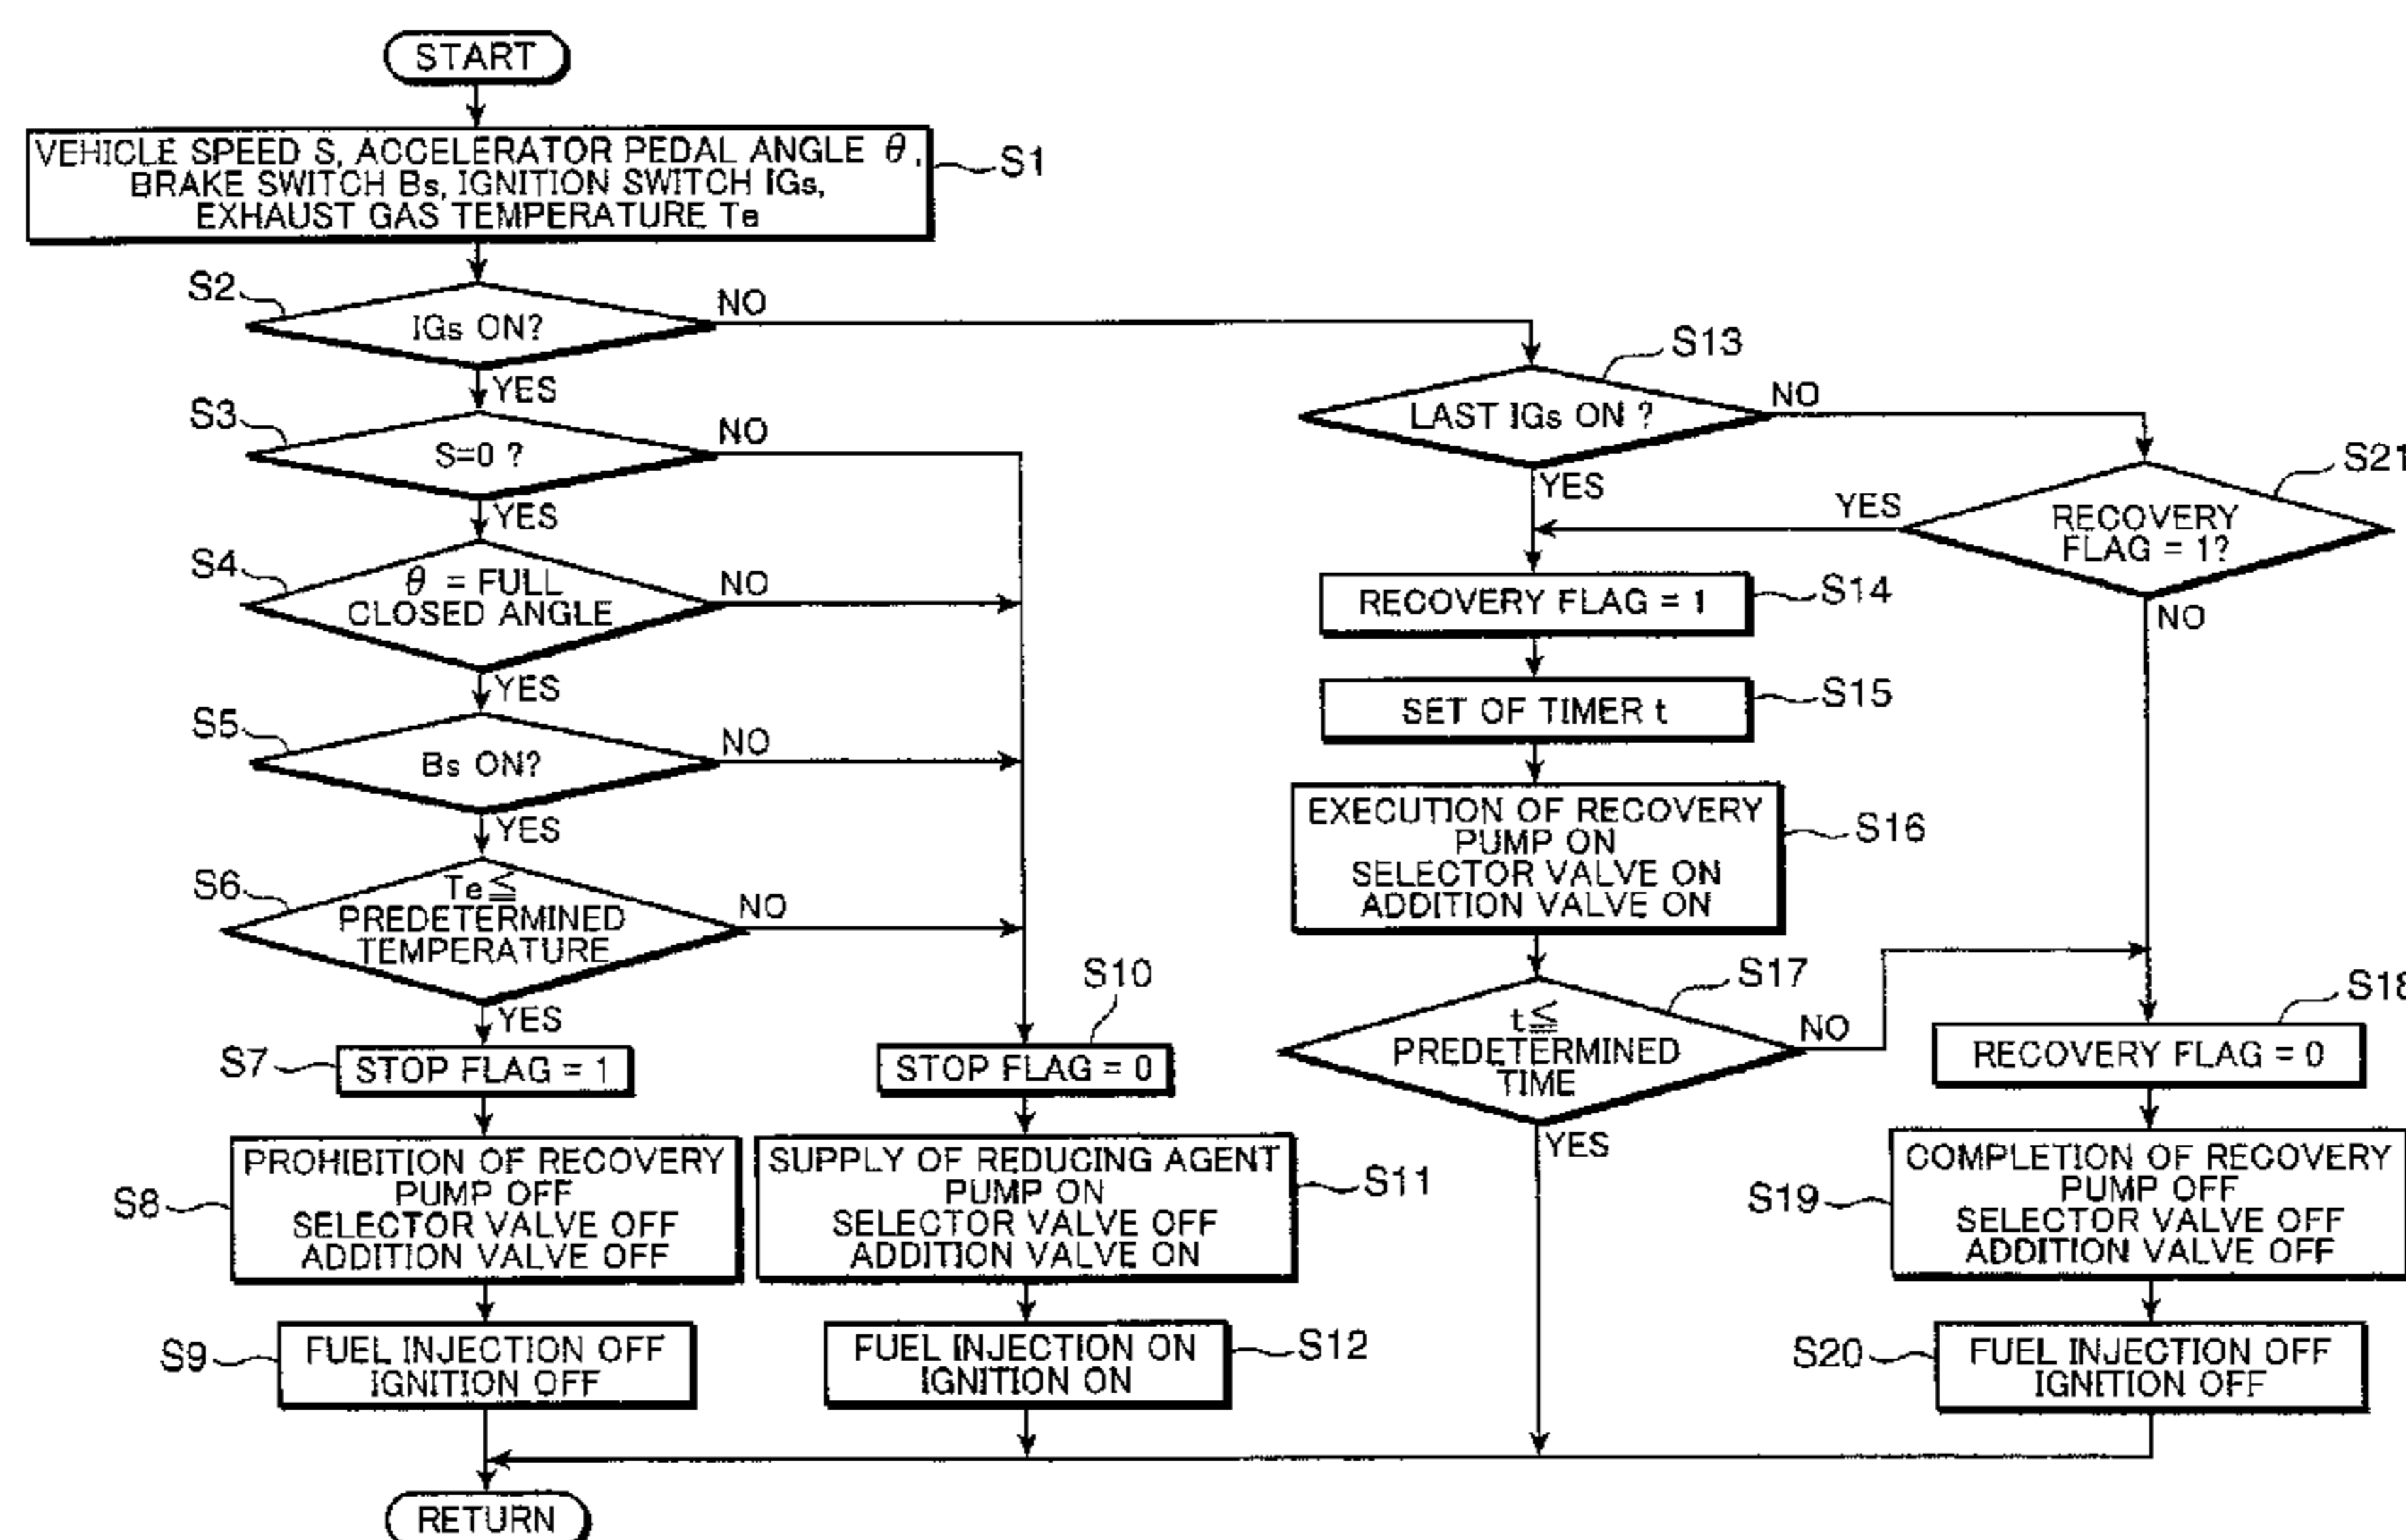 START
VEHICLE SPEED S, ACCELERATOR PEDAL ANGLE θ,
BRAKE SWITCH Bs, IGNITION SWITCH IGs,
EXHAUST GAS TEMPERATURE Te
S1
S2
IGs ON?
NO
YES
S3
S=0 ?
NO
YES
S4
θ = FULL
CLOSED ANGLE
NO
YES
S5
Bs ON?
NO
YES
S6
Te≦
PREDETERMINED
TEMPERATURE
NO
YES
S7
STOP FLAG = 1
S8
PROHIBITION OF RECOVERY
PUMP OFF
SELECTOR VALVE OFF
ADDITION VALVE OFF
S9
FUEL INJECTION OFF
IGNITION OFF
S10
STOP FLAG = 0
SUPPLY OF REDUCING AGENT
PUMP ON
SELECTOR VALVE OFF
ADDITION VALVE ON
S11
FUEL INJECTION ON
IGNITION ON
S12
S13
LAST IGs ON ?
NO
YES
S21
RECOVERY
FLAG = 1?
YES
NO
RECOVERY FLAG = 1
S14
SET OF TIMER t
S15
EXECUTION OF RECOVERY
PUMP ON
SELECTOR VALVE ON
ADDITION VALVE ON
S16
S17
t≦
PREDETERMINED
TIME
NO
YES
S18
RECOVERY FLAG = 0
S19
COMPLETION OF RECOVERY
PUMP OFF
SELECTOR VALVE OFF
ADDITION VALVE OFF
S20
FUEL INJECTION OFF
IGNITION OFF
RETURN